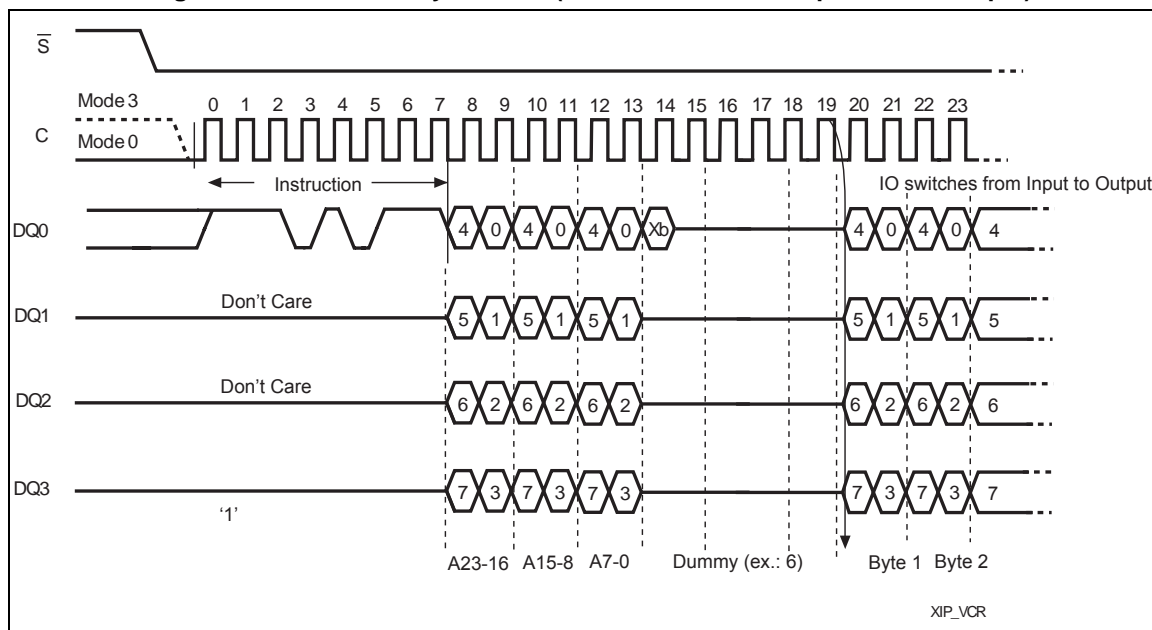 S
Mode 3
C
Mode 0
0 1 2 3 4 5 6 7 8 9 10 11 12 13 14 15 16 17 18 19 20 21 22 23
Instruction
IO switches from Input to Output
DQ0
4 0 4 0 4 0 Xb 4 0 4 0 4
Don't Care
DQ1
5 1 5 1 5 1 5 1 5 1 5
Don't Care
DQ2
6 2 6 2 6 2 6 2 6 2 6
DQ3
7 3 7 3 7 3 7 3 7 3 7
‘1’
A23-16 A15-8 A7-0 Dummy (ex.: 6) Byte 1 Byte 2
XIP_VCR